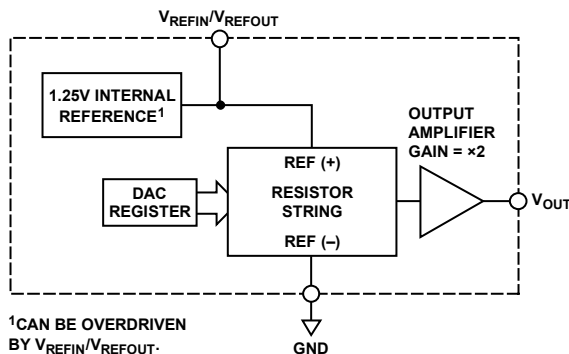 VREFIN/VREFOUT
1.25V INTERNAL
REFERENCE1
OUTPUT
AMPLIFIER
GAIN = ×2
REF (+)
DAC
REGISTER
RESISTOR
STRING
REF (–)
VOUT
1CAN BE OVERDRIVEN
BY VREFIN/VREFOUT.
GND